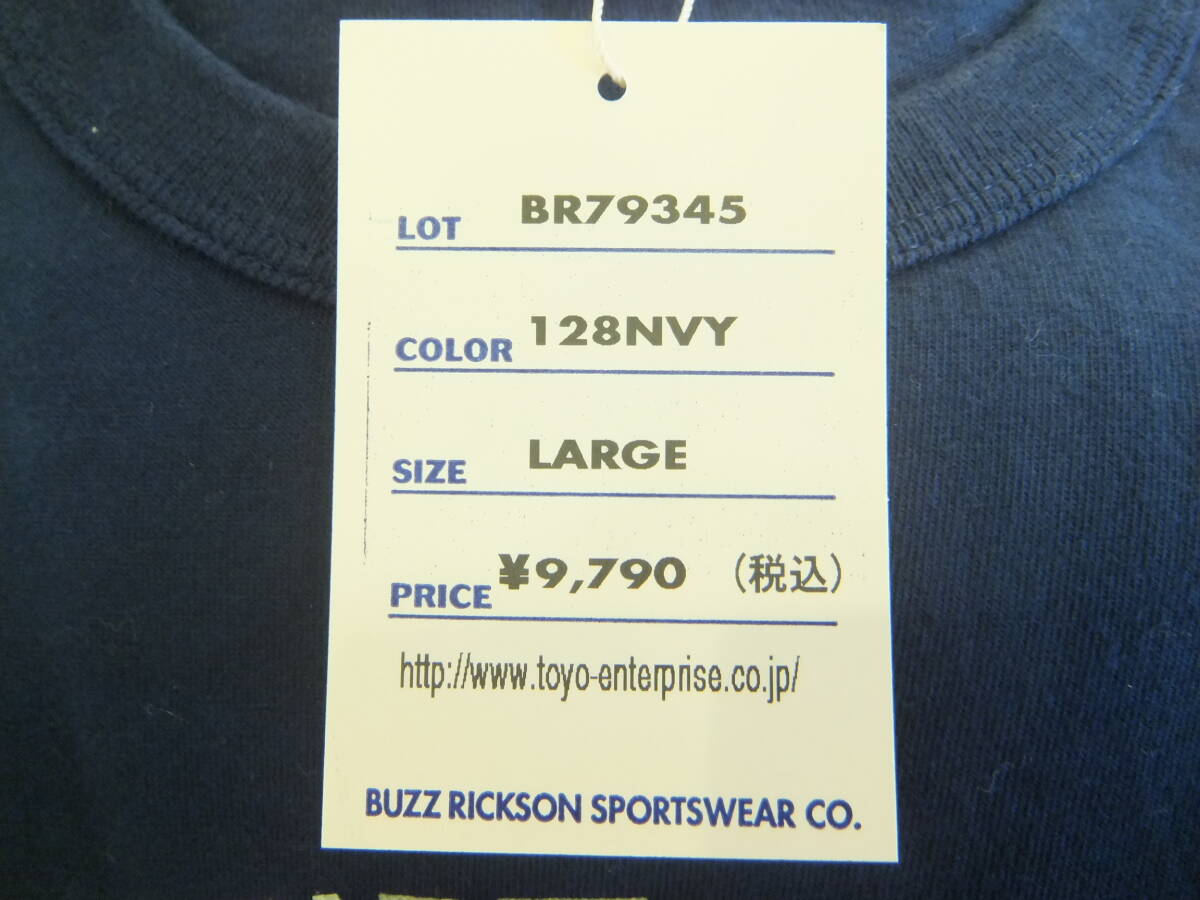 LOT BR79345
COLOR 128NVY
SIZE LARGE
PRICE ¥9,790 (税込)
http://www.toyo-enterprise.co.jp/
BUZZ RICKSON SPORTSWEAR CO.